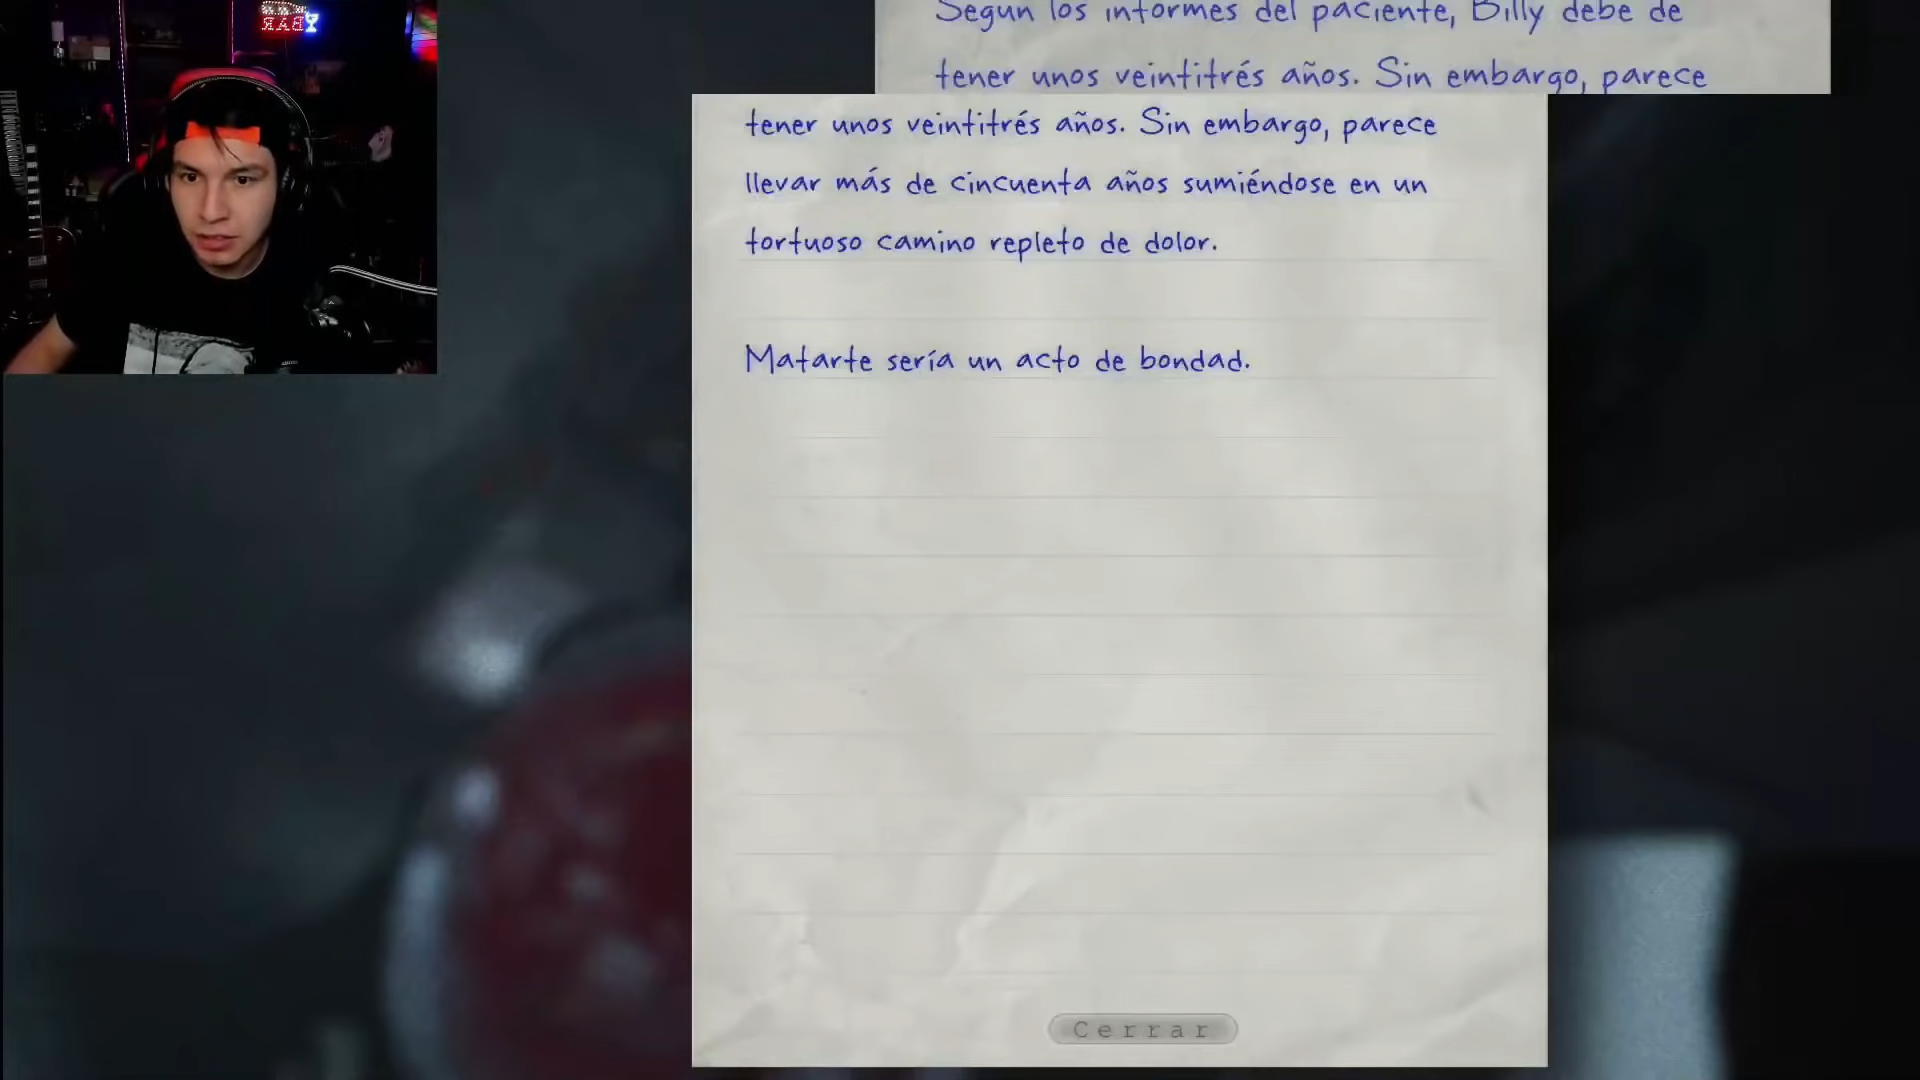 BAR
Segun los informes del paciente, Billy debe de
tener unos veintitrés años. Sin embargo, parece
tener unos veintitrés años. Sin embargo, parece
llevar más de cincuenta años sumiéndose en un
tortuoso camino repleto de dolor.
Matarte sería un acto de bondad.
Cerrar